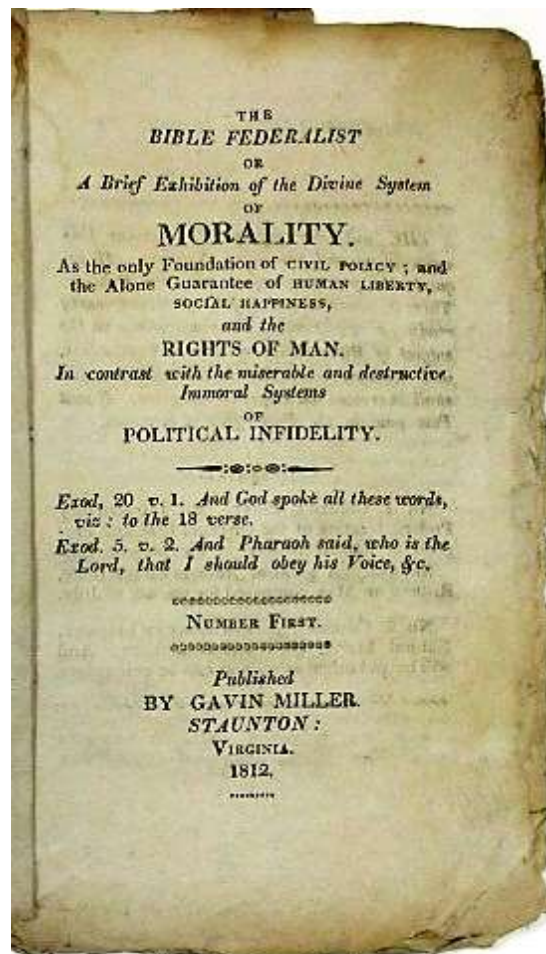 THE
BIBLE FEDERALIST
OR
A Brief Exhibition of the Divine System
OF
MORALITY.
As the only Foundation of CIVIL POLICY; and
the Alone Guarantee of HUMAN LIBERTY,
SOCIAL HAPPINESS,
and the
RIGHTS OF MAN.
In contrast with the miserable and destructive
Immoral Systems
OF
POLITICAL INFIDELITY.
Exod, 20 v. 1. And God spoke all these words,
viz: to the 18 verse.
Exod. 5. v. 2. And Pharaoh said, who is the
Lord, that I should obey his Voice, &c.
NUMBER FIRST.
Published
BY GAVIN MILLER.
STAUNTON:
VIRGINIA.
1812.